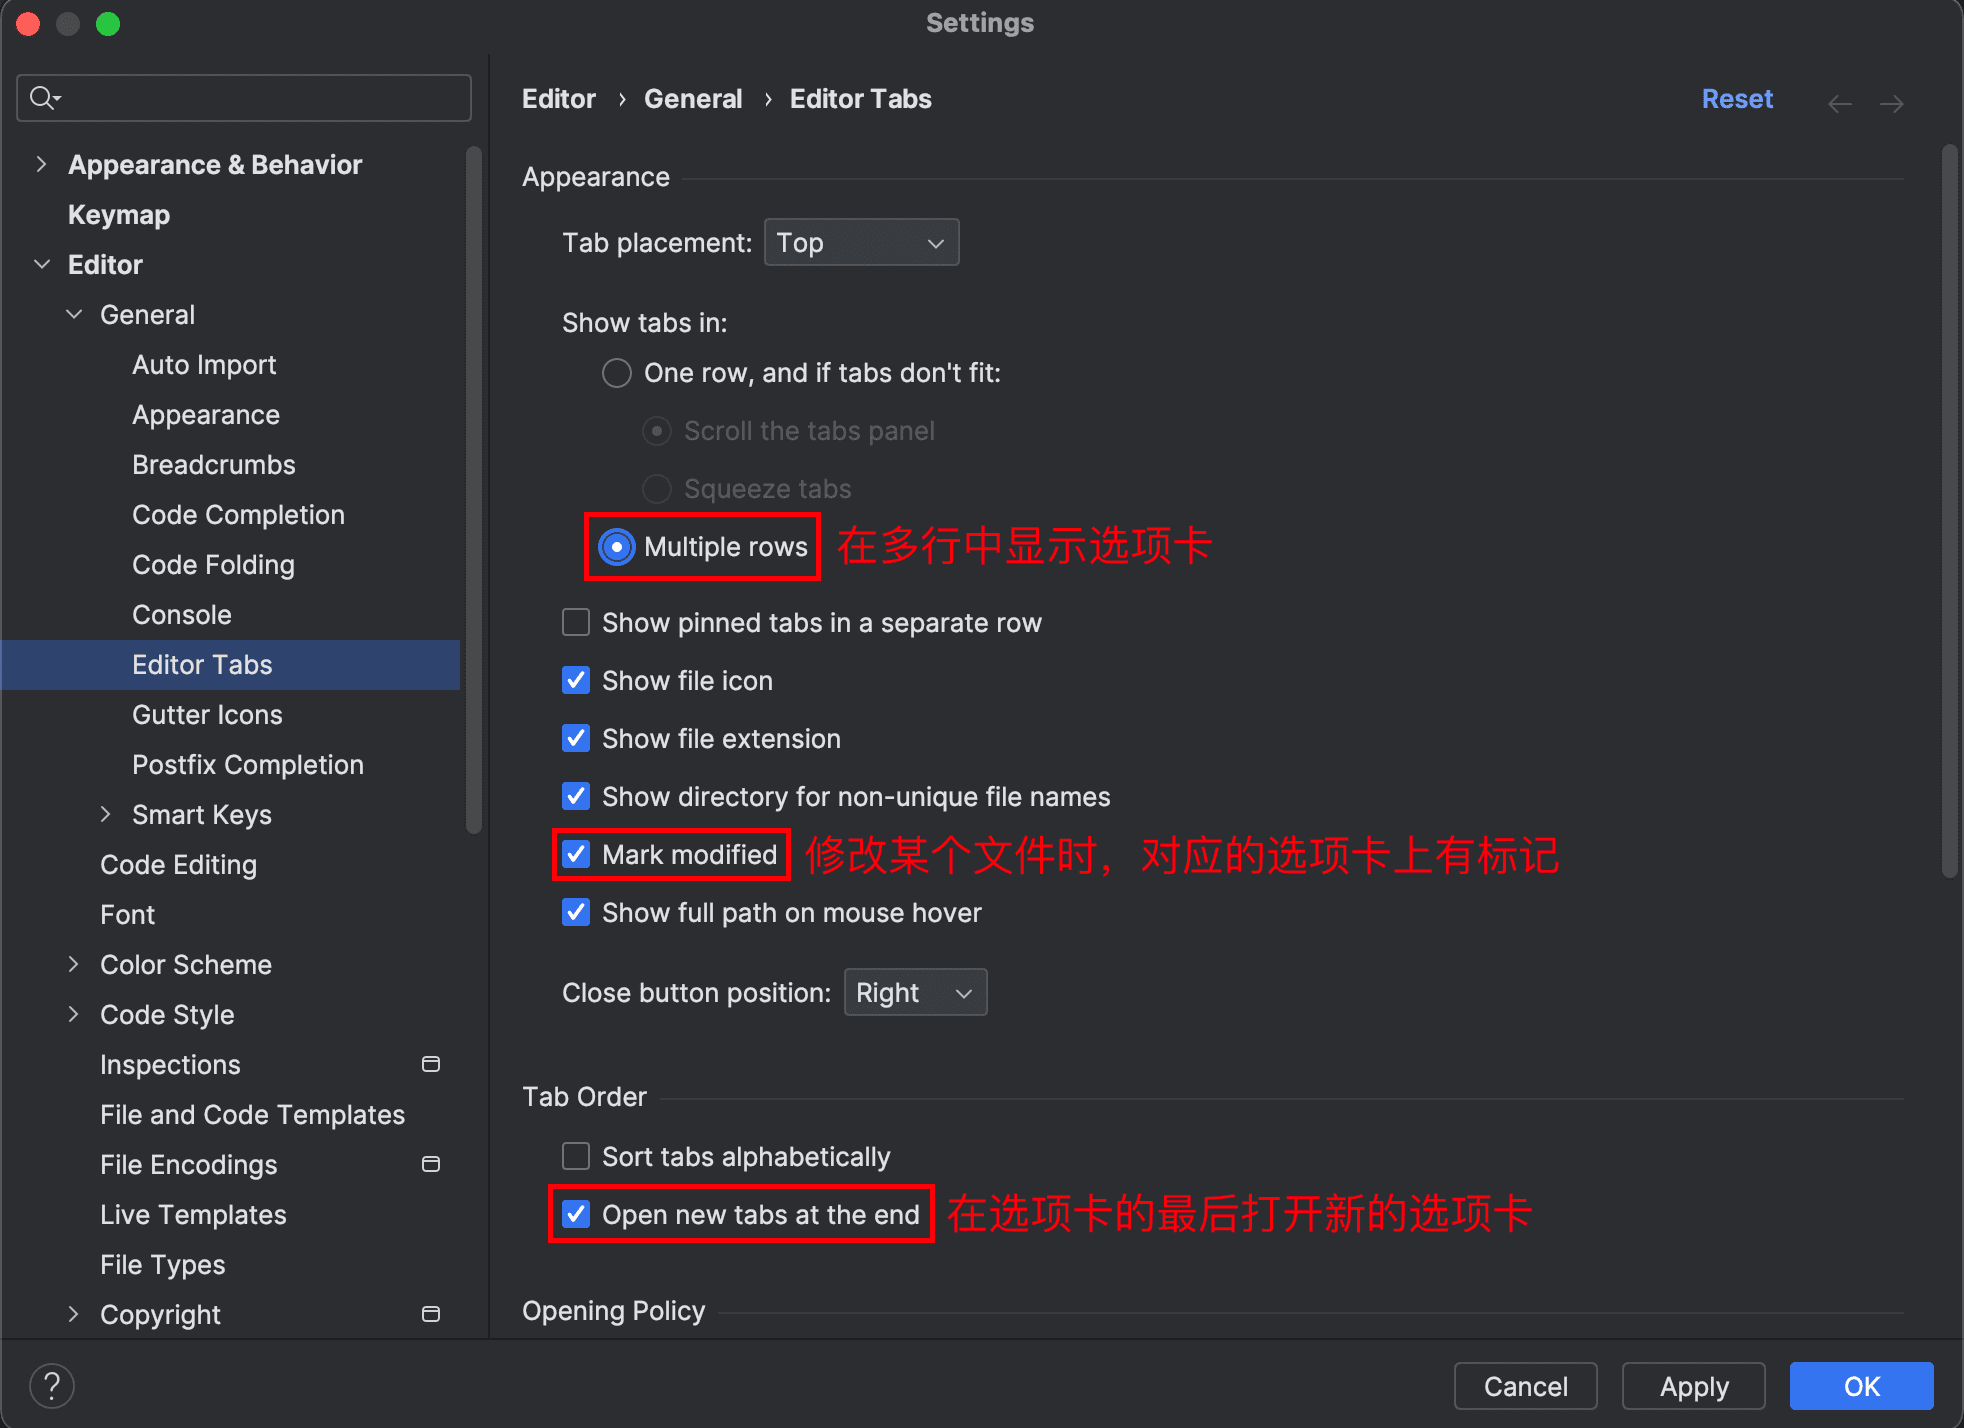 Settings
Appearance & Behavior
Keymap
Editor
General
Auto Import
Appearance
Breadcrumbs
Code Completion
Code Folding
Console
Editor Tabs
Gutter Icons
Postfix Completion
Smart Keys
Code Editing
Font
Color Scheme
Code Style
Inspections
File and Code Templates
File Encodings
Live Templates
File Types
Copyright
Editor › General › Editor Tabs
Reset
Appearance
Tab placement: Top
Show tabs in:
One row, and if tabs don't fit:
Scroll the tabs panel
Squeeze tabs
Multiple rows 在多行中显示选项卡
Show pinned tabs in a separate row
Show file icon
Show file extension
Show directory for non-unique file names
Mark modified 修改某个文件时，对应的选项卡上有标记
Show full path on mouse hover
Close button position: Right
Tab Order
Sort tabs alphabetically
Open new tabs at the end 在选项卡的最后打开新的选项卡
Opening Policy
?
Cancel
Apply
OK